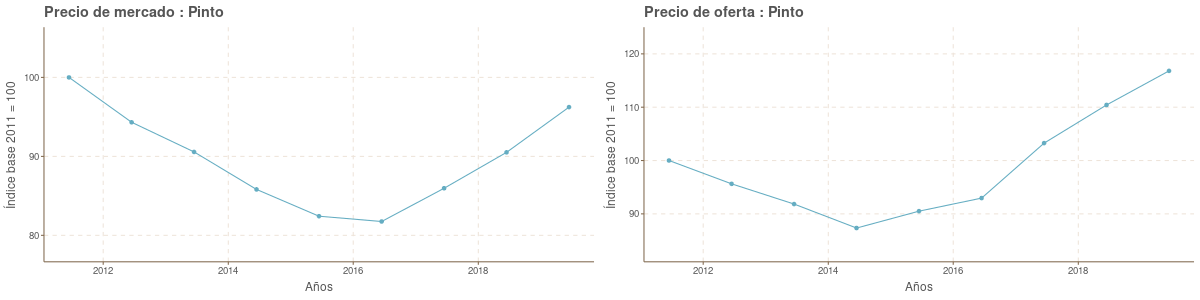 Precio de mercado : Pinto
Índice base 2011 = 100
100
90
80
2012
2014
2016
2018
Años
Precio de oferta : Pinto
Índice base 2011 = 100
120
110
100
90
2012
2014
2016
2018
Años